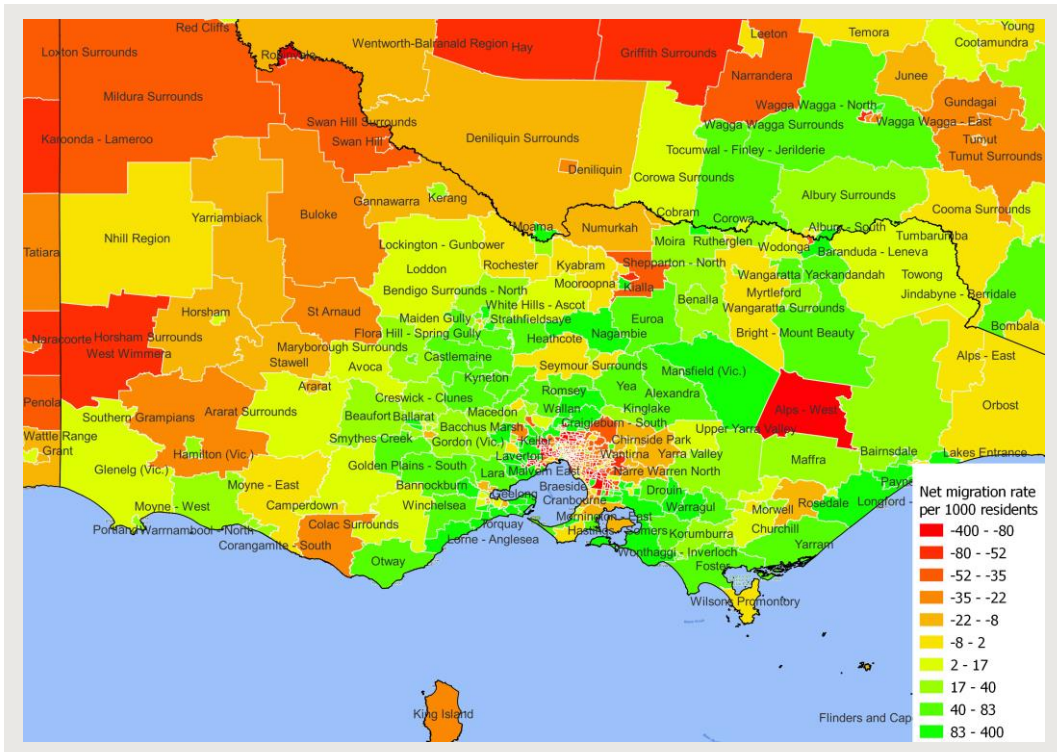 Red Cliffs
Young
Leeton
Temora
Cootamundra
Wentworth-Balranald Region
Hay
Loxton Surrounds
Griffith Surrounds
Narrandera
Junee
Mildura Surrounds
Wagga Wagga - North
Gundagai
Swan Hill Surrounds
Wagga Wagga Surrounds
Wagga Wagga - East
Karoonda - Lameroo
Swan Hill
Deniliquin Surrounds
Tumut
Tocumwal - Finley - Jerilderie
Tumut Surrounds
Deniliquin
Corowa Surrounds
Albury Surrounds
Kerang
Gannawarra
Yarriambiack
Buloke
Cobram
Corowa
Cooma Surrounds
Moama
Numurkah
Albury - South
Tumbarumba
Nhill Region
Lockington - Gunbower
Moira
Rutherglen
Wodonga
Baranduda - Leneva
Tatiara
Loddon
Rochester
Kyabram
Shepparton - North
Wangaratta
Yackandandah
Towong
Mooroopna
Kialla
Bendigo Surrounds - North
Myrtleford
Jindabyne - Berridale
White Hills - Ascot
Benalla
Wangaratta Surrounds
Horsham
St Arnaud
Maiden Gully
Strathfieldsaye
Euroa
Bombala
Naracoorte
Horsham Surrounds
Flora Hill - Spring Gully
Nagambie
Bright - Mount Beauty
West Wimmera
Maryborough Surrounds
Heathcote
Stawell
Castlemaine
Alps - East
Avoca
Seymour Surrounds
Mansfield (Vic.)
Kyneton
Ararat
Yea
Orbost
Penola
Creswick - Clunes
Romsey
Alexandra
Southern Grampians
Ararat Surrounds
Beaufort
Ballarat
Macedon
Wallan
Kinglake
Alps - West
Bacchus Marsh
Craigieburn - South
Upper Yarra Valley
Wattle Range
Smythes Creek
Gordon (Vic.)
Keilor
Chirnside Park
Grant
Hamilton (Vic.)
Laverton
Wantirna
Yarra Valley
Bairnsdale
Lakes Entrance
Glenelg (Vic.)
Golden Plains - South
Lara
Malvern East
Narre Warren North
Maffra
Moyne - East
Bannockburn
Braeside
Payne
Geelong
Drouin
Moyne - West
Camperdown
Winchelsea
Cranbourne
Morwell
Rosedale
Longford -
Warragul
Portland
Warrnambool - North
Colac Surrounds
Torquay
Mornington - East
Churchill
Corangamite - South
Lorne - Anglesea
Hastings - Somers
Korumburra
Yarram
Otway
Wonthaggi - Inverloch
Foster
Wilsons Promontory
King Island
Flinders and Cap
Net migration rate
per 1000 residents
-400 - -80
-80 - -52
-52 - -35
-35 - -22
-22 - -8
-8 - 2
2 - 17
17 - 40
40 - 83
83 - 400